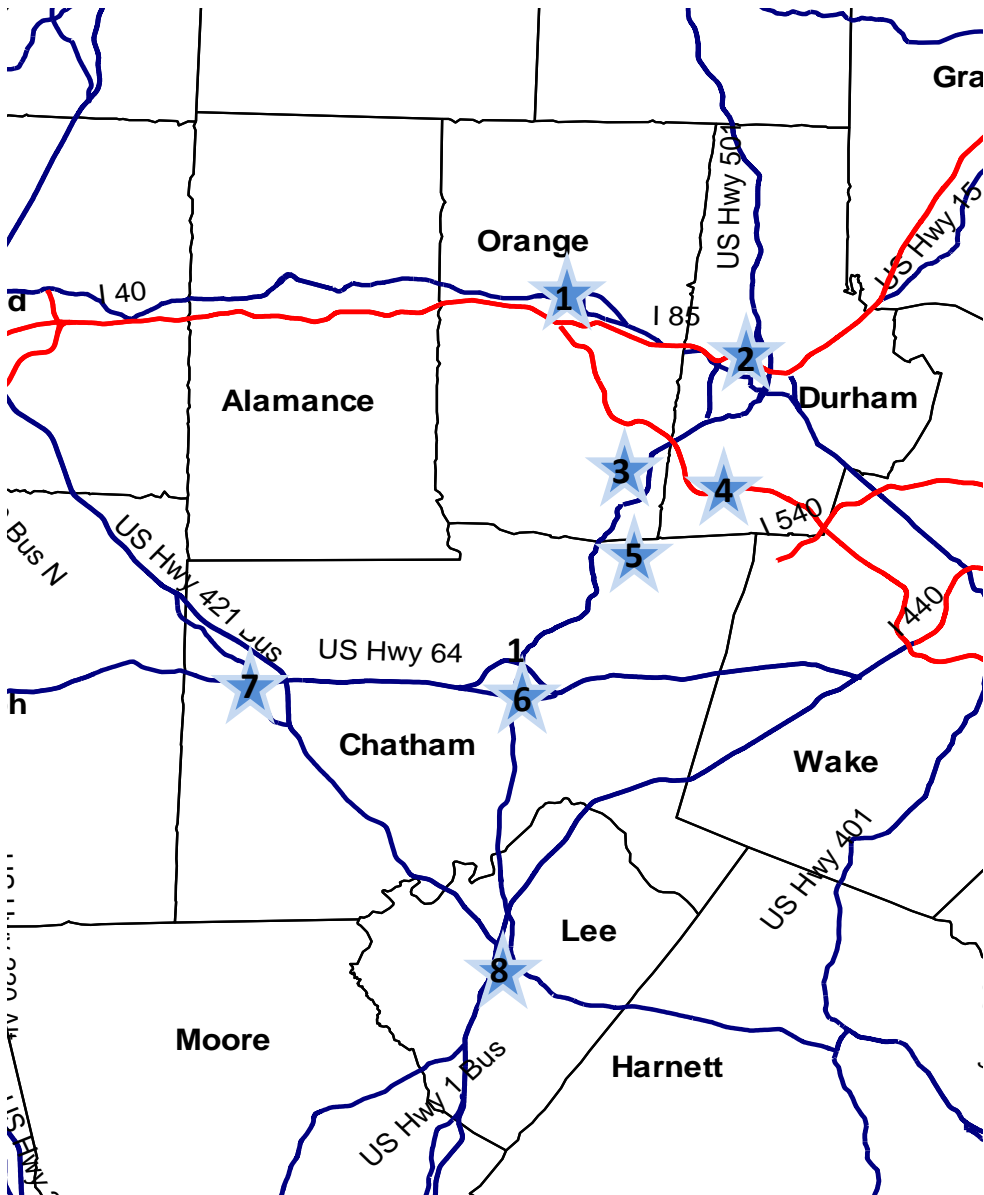 Gra
US Hwy 501
US Hwy 15
Orange
d
I 40
1
I 85
2
Alamance
Durham
3
4
I 540
Bus N
US Hwy 421 Bus
5
I 440
US Hwy 64
1
7
6
h
Chatham
Wake
US Hwy 401
Lee
8
Moore
US Hwy 1 Bus
Harnett
US Hwy